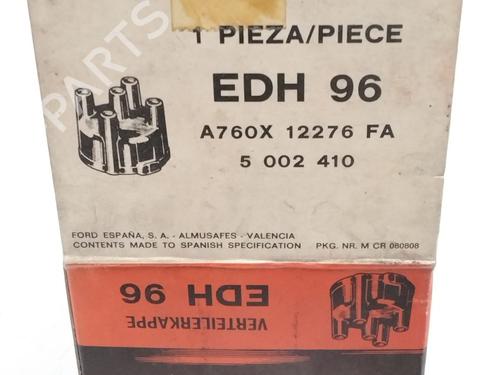 1 PIEZA/PIECE
EDH 96
A760X 12276 FA
5 002 410
FORD ESPAÑA, S. A. - ALMUSAFES - VALENCIA
CONTENTS MADE TO SPANISH SPECIFICATION PKG. NR. M CR 080808
EDH 96
VERTEILERKAPPE